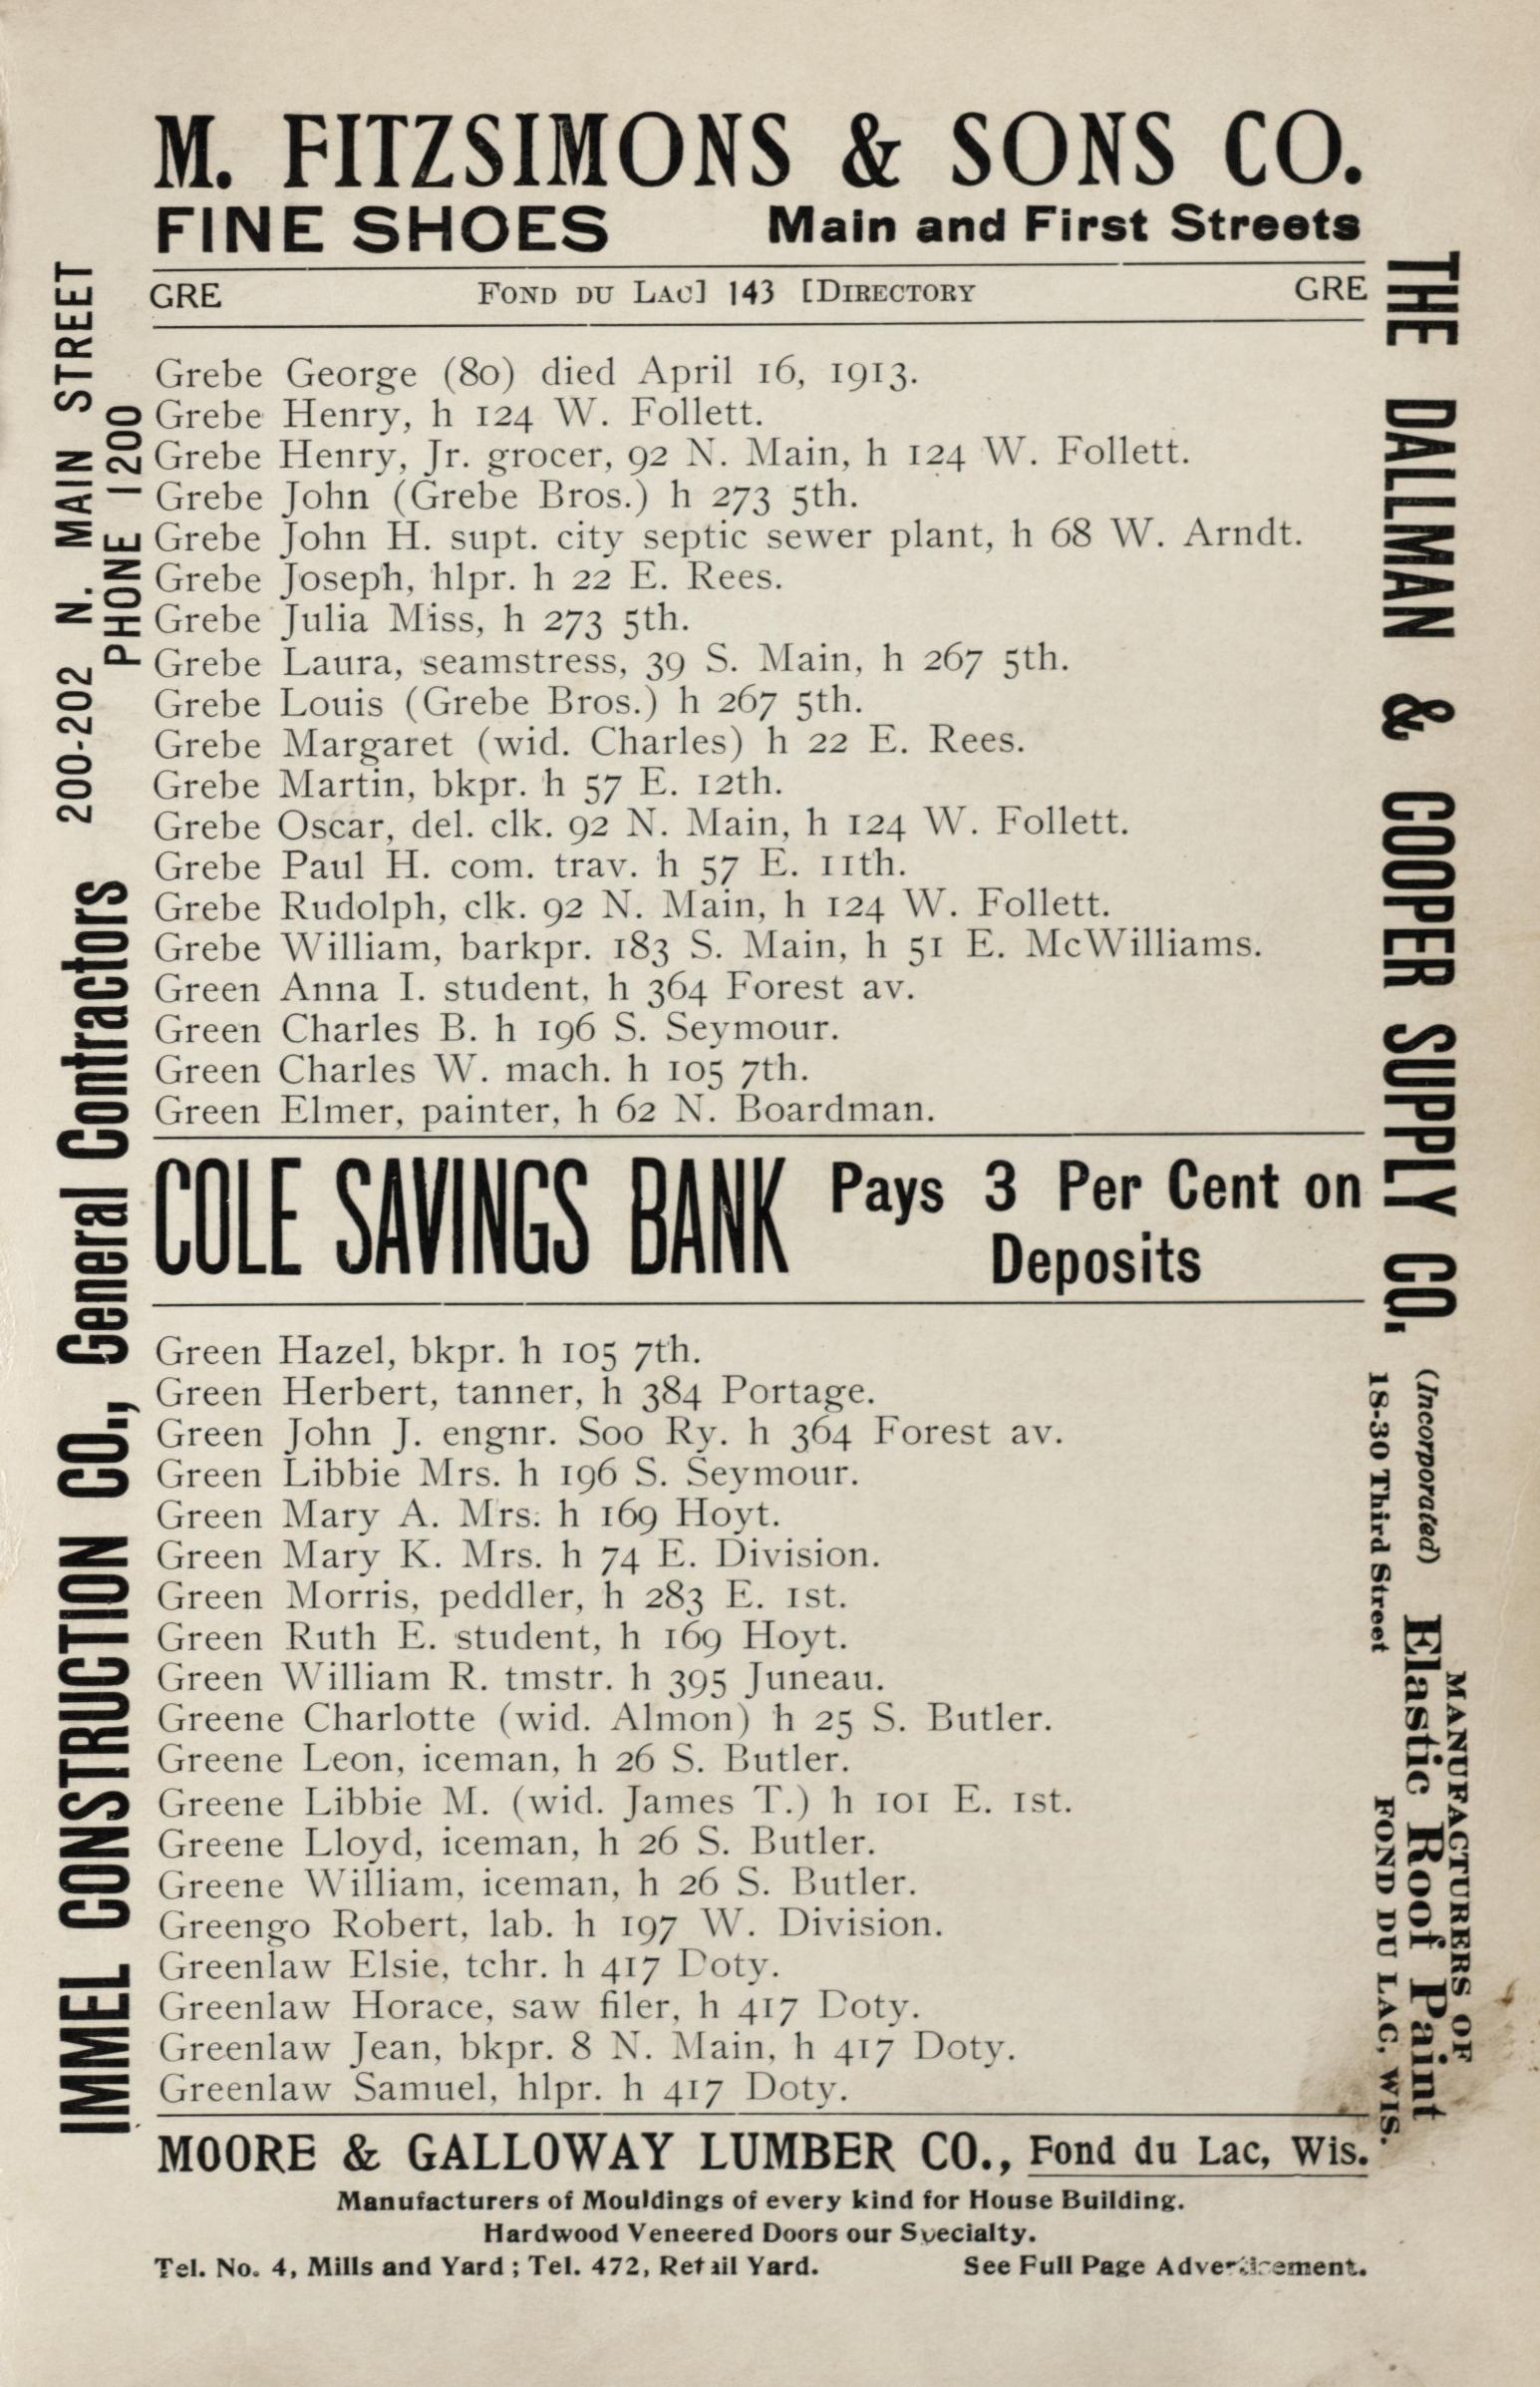 M. FITZSIMONS & SONS CO.
FINE SHOES Main and First Streets
GRE FOND DU LAC] 143 [DIRECTORY GRE
Grebe George (80) died April 16, 1913.
Grebe Henry, h 124 W. Follett.
Grebe Henry, Jr. grocer, 92 N. Main, h 124 W. Follett.
Grebe John (Grebe Bros.) h 273 5th.
Grebe John H. supt. city septic sewer plant, h 68 W. Arndt.
Grebe Joseph, hlpr. h 22 E. Rees.
Grebe Julia Miss, h 273 5th.
Grebe Laura, seamstress, 39 S. Main, h 267 5th.
Grebe Louis (Grebe Bros.) h 267 5th.
Grebe Margaret (wid. Charles) h 22 E. Rees.
Grebe Martin, bkpr. h 57 E. 12th.
Grebe Oscar, del. clk. 92 N. Main, h 124 W. Follett.
Grebe Paul H. com. trav. h 57 E. 11th.
Grebe Rudolph, clk. 92 N. Main, h 124 W. Follett.
Grebe William, barkpr. 183 S. Main, h 51 E. McWilliams.
Green Anna I. student, h 364 Forest av.
Green Charles B. h 196 S. Seymour.
Green Charles W. mach. h 105 7th.
Green Elmer, painter, h 62 N. Boardman.
COLE SAVINGS BANK Pays 3 Per Cent on
Deposits
Green Hazel, bkpr. h 105 7th.
Green Herbert, tanner, h 384 Portage.
Green John J. engnr. Soo Ry. h 364 Forest av.
Green Libbie Mrs. h 196 S. Seymour.
Green Mary A. Mrs. h 169 Hoyt.
Green Mary K. Mrs. h 74 E. Division.
Green Morris, peddler, h 283 E. 1st.
Green Ruth E. student, h 169 Hoyt.
Green William R. tmstr. h 395 Juneau.
Greene Charlotte (wid. Almon) h 25 S. Butler.
Greene Leon, iceman, h 26 S. Butler.
Greene Libbie M. (wid. James T.) h 101 E. 1st.
Greene Lloyd, iceman, h 26 S. Butler.
Greene William, iceman, h 26 S. Butler.
Greengo Robert, lab. h 197 W. Division.
Greenlaw Elsie, tchr. h 417 Doty.
Greenlaw Horace, saw filer, h 417 Doty.
Greenlaw Jean, bkpr. 8 N. Main, h 417 Doty.
Greenlaw Samuel, hlpr. h 417 Doty.
MOORE & GALLOWAY LUMBER CO., Fond du Lac, Wis.
Manufacturers of Mouldings of every kind for House Building.
Hardwood Veneered Doors our Specialty.
Tel. No. 4, Mills and Yard; Tel. 472, Retail Yard. See Full Page Advertisement.
IMMEL CONSTRUCTION CO., General Contractors
200-202 N. MAIN STREET
PHONE 1200
THE DALLMAN & COOPER SUPPLY CO.
(Incorporated)
18-30 Third Street
MANUFACTURERS OF
Elastic Roof Paint
FOND DU LAC, WIS.